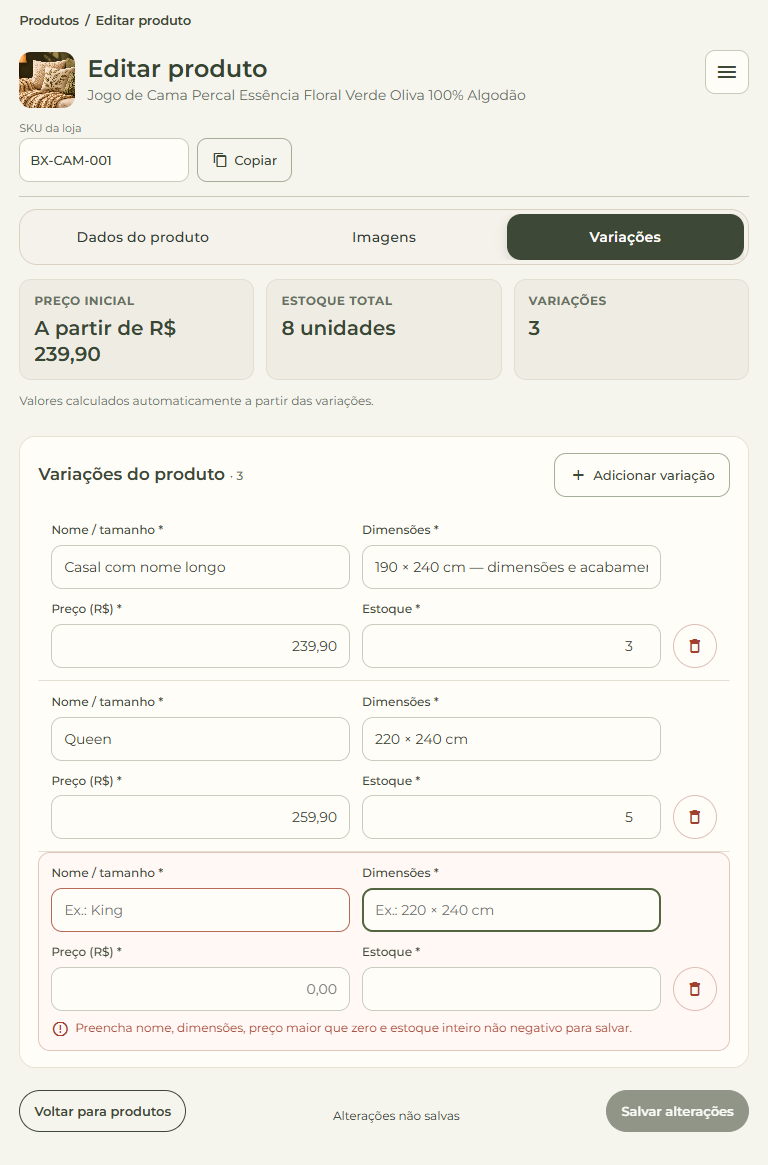 Produtos / Editar produto
Editar produto
Jogo de Cama Percal Essência Floral Verde Oliva 100% Algodão
SKU da loja
BX-CAM-001
Copiar
Dados do produto
Imagens
Variações
PREÇO INICIAL
A partir de R$
239,90
ESTOQUE TOTAL
8 unidades
VARIAÇÕES
3
Valores calculados automaticamente a partir das variações.
Variações do produto · 3
+ Adicionar variação
Nome / tamanho *
Dimensões *
Casal com nome longo
190 × 240 cm — dimensões e acabamer
Preço (R$) *
Estoque *
239,90
3
Nome / tamanho *
Dimensões *
Queen
220 × 240 cm
Preço (R$) *
Estoque *
259,90
5
Nome / tamanho *
Dimensões *
Ex.: King
Ex.: 220 × 240 cm
Preço (R$) *
Estoque *
0,00
Preencha nome, dimensões, preço maior que zero e estoque inteiro não negativo para salvar.
Voltar para produtos
Alterações não salvas
Salvar alterações